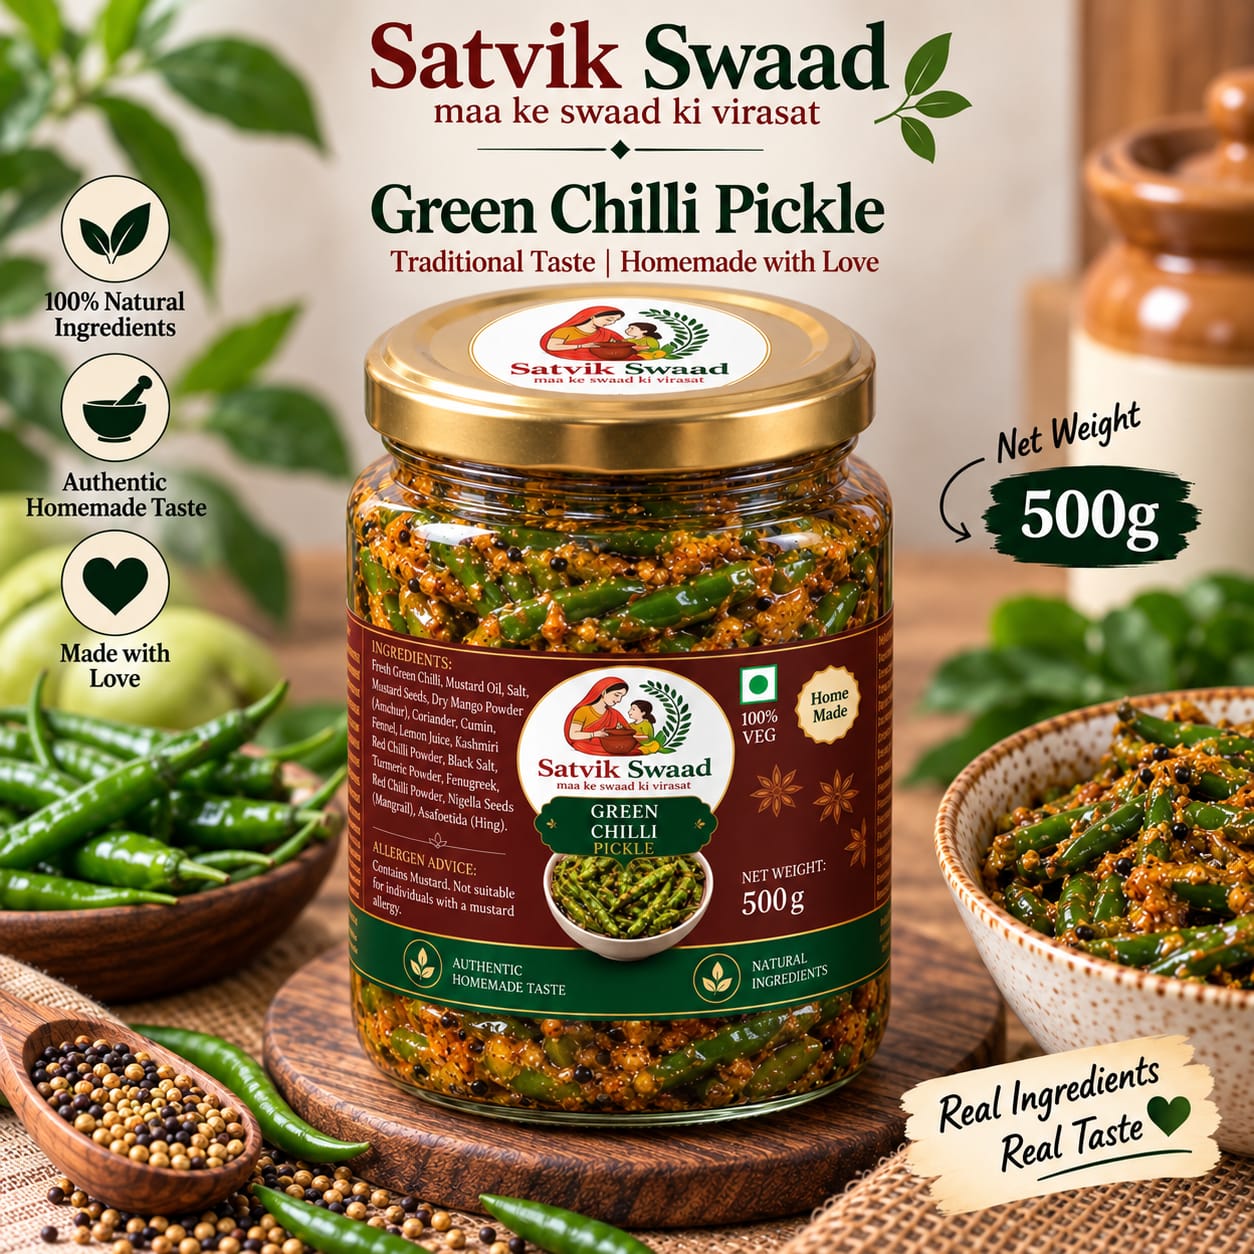 Satvik Swaad
maa ke swaad ki virasat
Green Chilli Pickle
Traditional Taste | Homemade with Love
100% Natural
Ingredients
Authentic
Homemade Taste
Made with
Love
Net Weight
500g
Satvik Swaad
maa ke swaad ki virasat
INGREDIENTS:
Fresh Green Chilli, Mustard Oil, Salt,
Mustard Seeds, Dry Mango Powder
(Amchur), Coriander, Cumin,
Fennel, Lemon Juice, Kashmiri
Red Chilli Powder, Black Salt,
Turmeric Powder, Fenugreek,
Red Chilli Powder, Nigella Seeds
(Mangrail), Asafoetida (Hing).
ALLERGEN ADVICE:
Contains Mustard. Not suitable
for individuals with a mustard
allergy.
Satvik Swaad
maa ke swaad ki virasat
GREEN
CHILLI
PICKLE
100%
VEG
Home
Made
NET WEIGHT:
500g
AUTHENTIC
HOMEMADE TASTE
NATURAL
INGREDIENTS
Real Ingredients
Real Taste